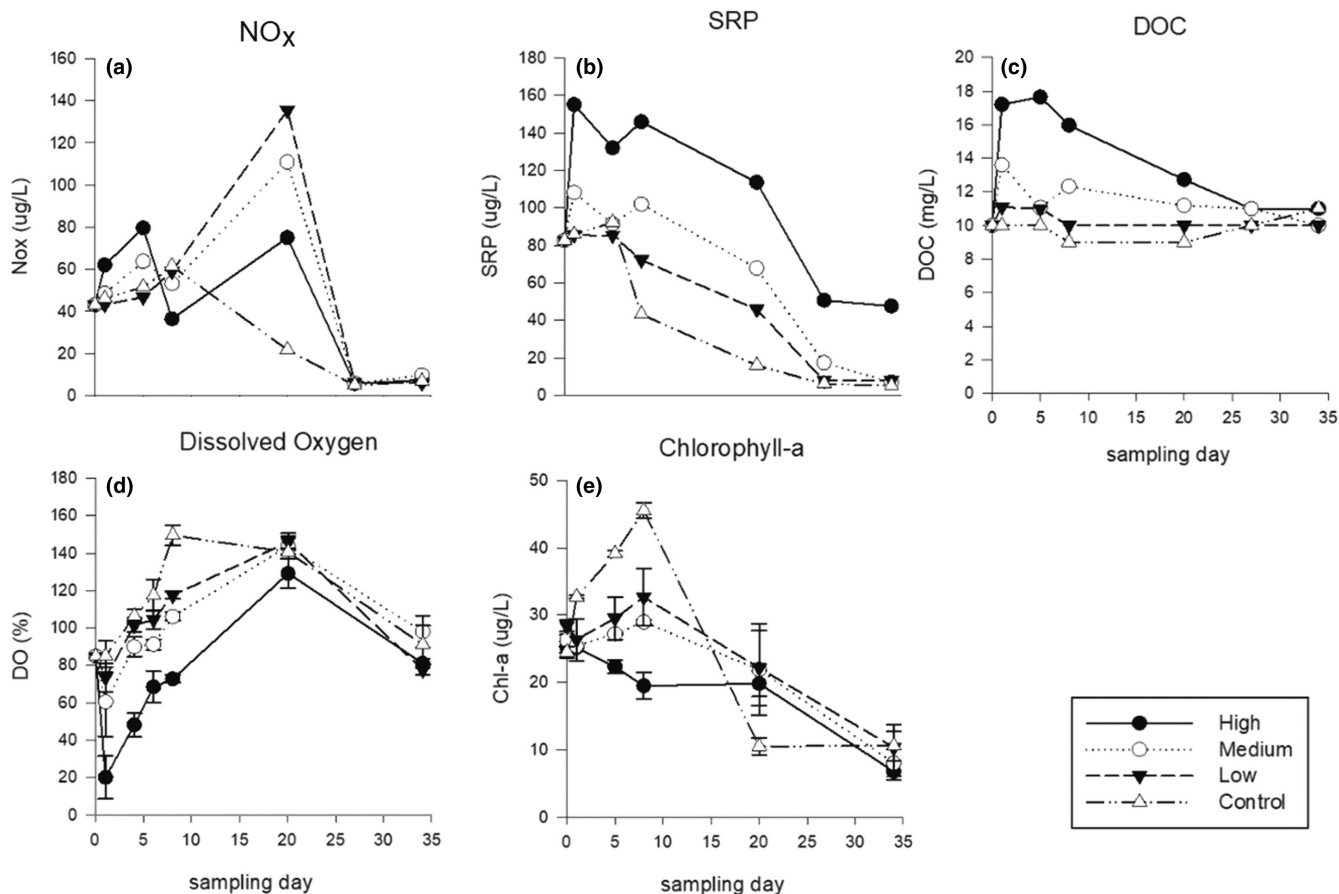 NOx
SRP
DOC
(a)
160
140
120
100
80
60
40
20
0
Nox (ug/L)
(b)
180
160
140
120
100
80
60
40
20
0
SRP (ug/L)
(c)
20
18
16
14
12
10
8
6
4
2
0
DOC (mg/L)
0 5 10 15 20 25 30 35
sampling day
Dissolved Oxygen
Chlorophyll-a
(d)
180
160
140
120
100
80
60
40
20
0
DO (%)
0 5 10 15 20 25 30 35
sampling day
(e)
50
40
30
20
10
0
Chl-a (ug/L)
0 5 10 15 20 25 30 35
sampling day
High
Medium
Low
Control